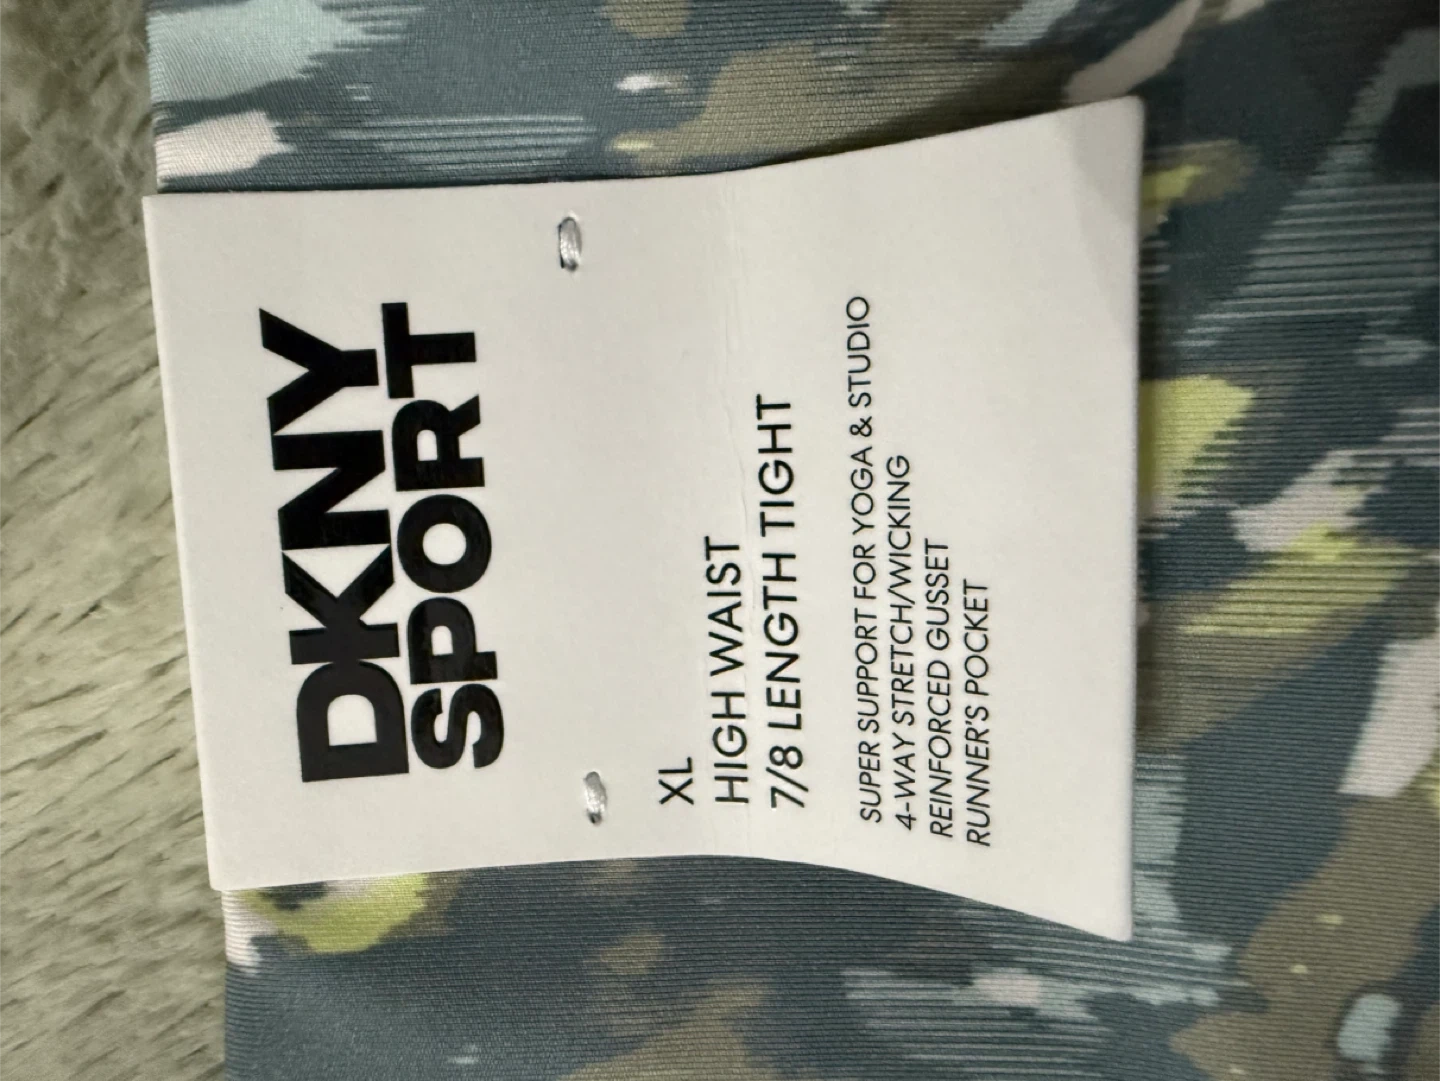 DKNY
SPORT
XL
HIGH WAIST
7/8 LENGTH TIGHT
SUPER SUPPORT FOR YOGA & STUDIO
4-WAY STRETCH/WICKING
REINFORCED GUSSET
RUNNER'S POCKET